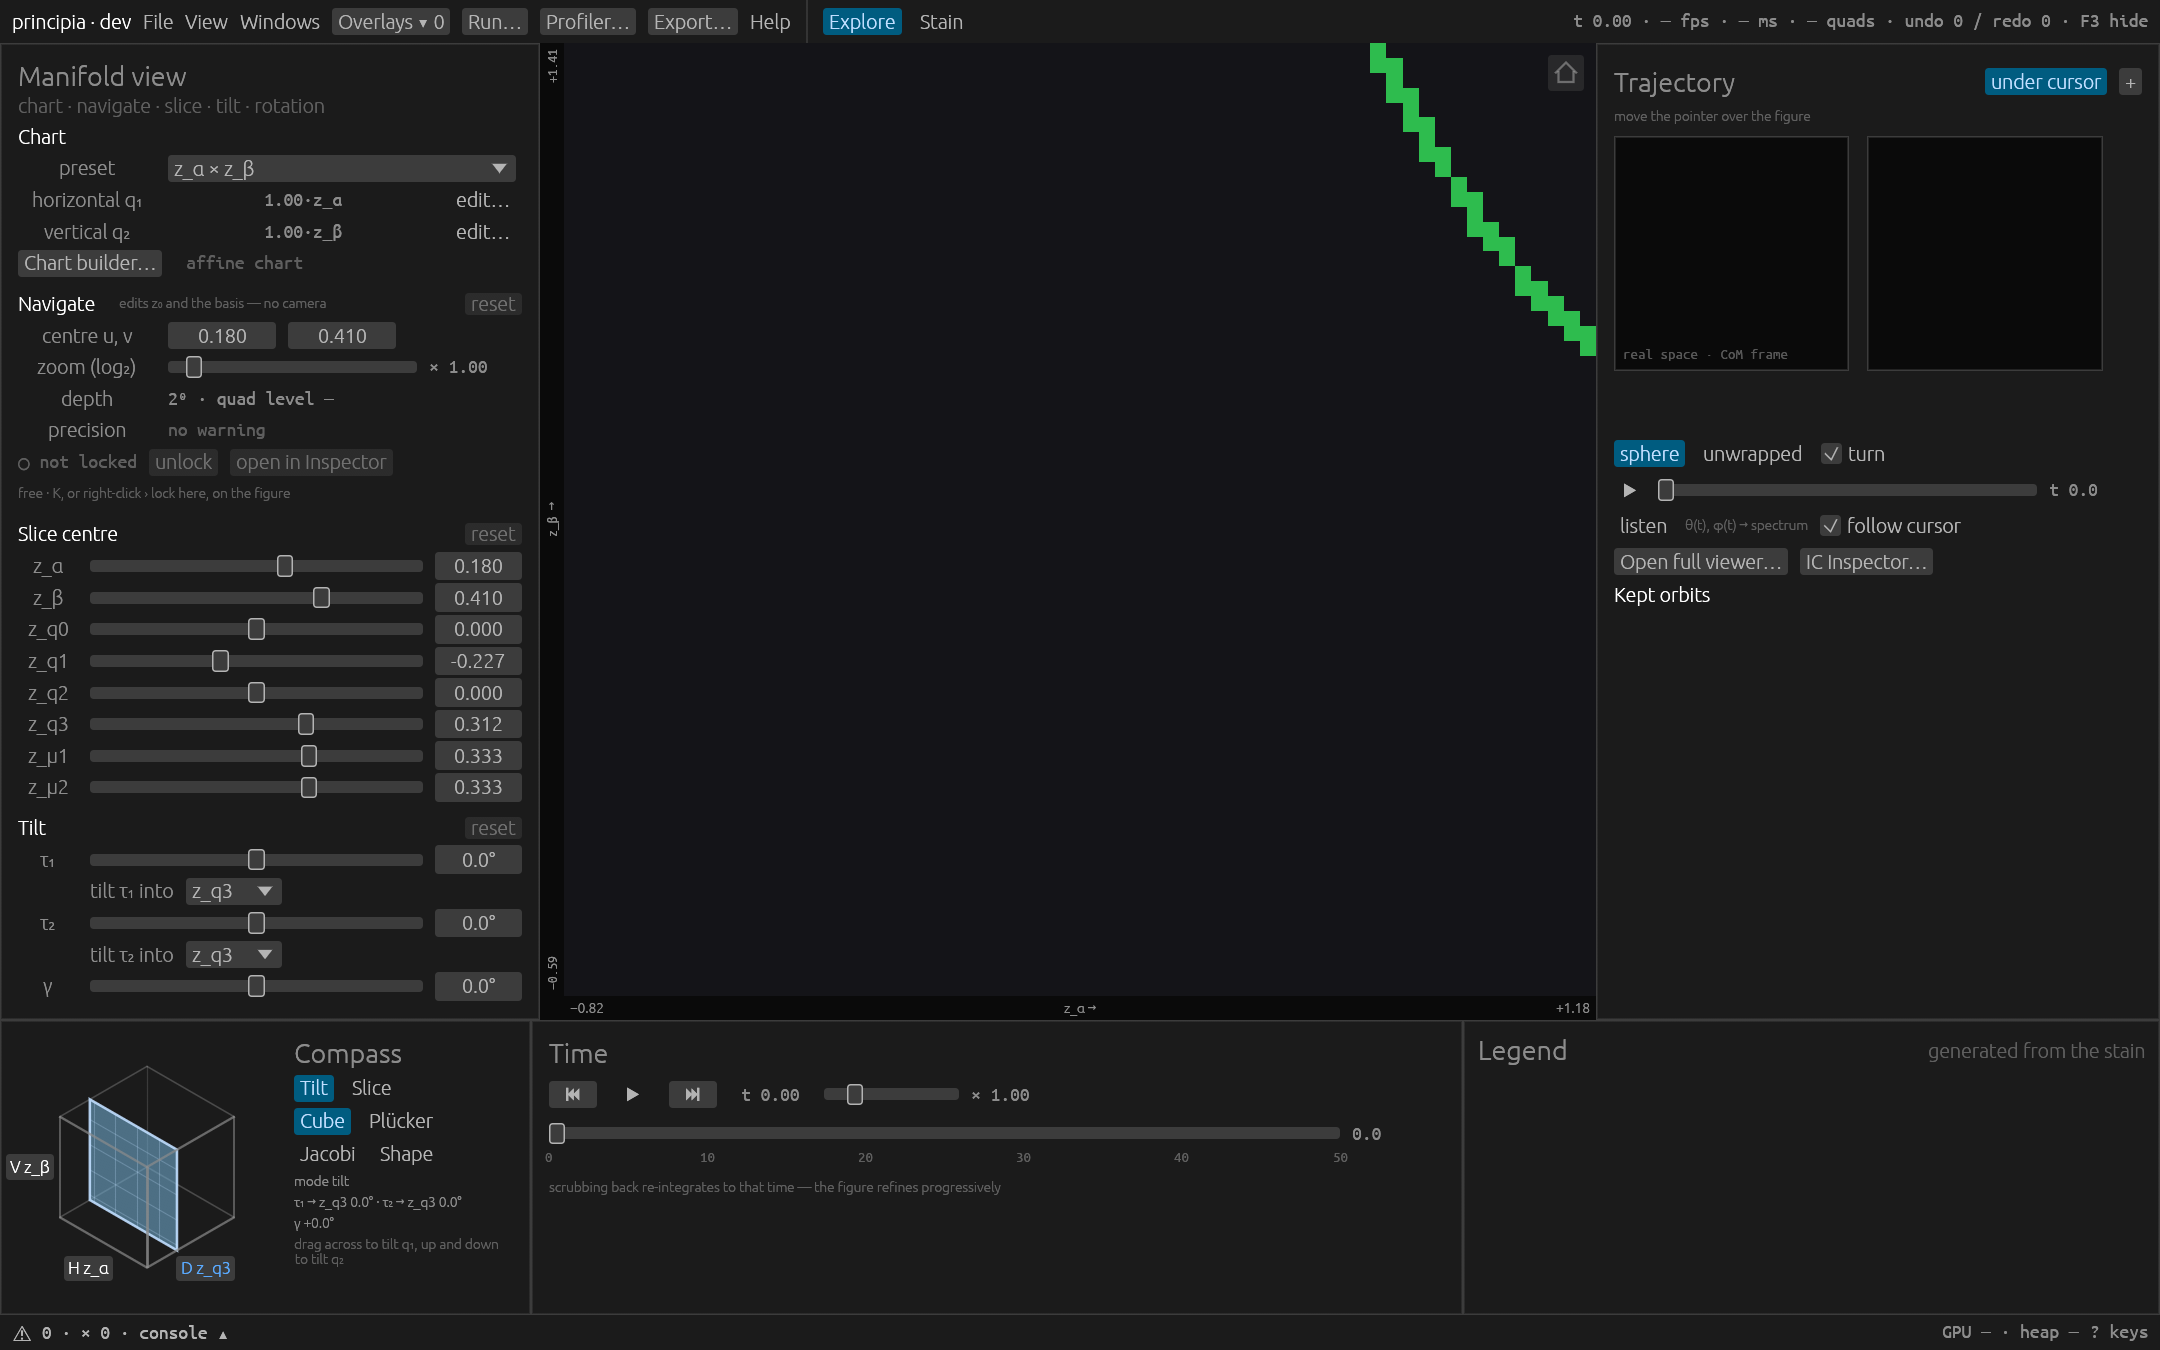 principia · dev File View Windows Overlays ▾ 0 Run… Profiler… Export… Help Explore Stain t 0.00 · — fps · — ms · — quads · undo 0 / redo 0 · F3 hide
Manifold view
chart · navigate · slice · tilt · rotation
Chart
preset z_α × z_β
horizontal q₁ 1.00·z_α edit…
vertical q₂ 1.00·z_β edit…
Chart builder… affine chart
Navigate edits z₀ and the basis — no camera reset
centre u, v 0.180 0.410
zoom (log₂) × 1.00
depth 2⁰ · quad level —
precision no warning
○ not locked unlock open in Inspector
free · K, or right-click › lock here, on the figure
Slice centre reset
z_α 0.180
z_β 0.410
z_q0 0.000
z_q1 -0.227
z_q2 0.000
z_q3 0.312
z_μ1 0.333
z_μ2 0.333
Tilt reset
τ₁ 0.0°
tilt τ₁ into z_q3
τ₂ 0.0°
tilt τ₂ into z_q3
γ 0.0°
+1.41
z_β →
−0.59
−0.82 z_α → +1.18
Trajectory under cursor +
move the pointer over the figure
real space · CoM frame
sphere unwrapped turn
t 0.0
listen θ(t), φ(t) → spectrum follow cursor
Open full viewer… IC Inspector…
Kept orbits
V z_β
H z_α
D z_q3
Compass
Tilt Slice
Cube Plücker
Jacobi Shape
mode tilt
τ₁ → z_q3 0.0° · τ₂ → z_q3 0.0°
γ +0.0°
drag across to tilt q₁, up and down
to tilt q₂
Time
t 0.00 × 1.00
0.0
0 10 20 30 40 50
scrubbing back re-integrates to that time — the figure refines progressively
Legend generated from the stain
⚠ 0 · × 0 · console ▴ GPU — · heap — ? keys